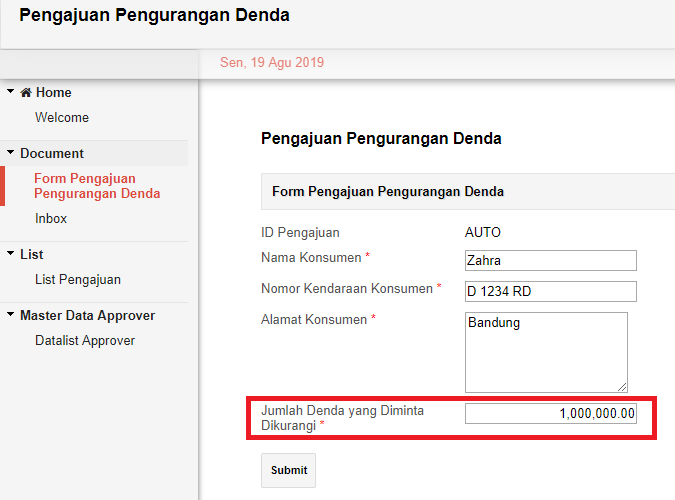 Pengajuan Pengurangan Denda
Sen, 19 Agu 2019
Home
Welcome
Document
Form Pengajuan
Pengurangan Denda
Inbox
List
List Pengajuan
Master Data Approver
Datalist Approver
Pengajuan Pengurangan Denda
Form Pengajuan Pengurangan Denda
ID Pengajuan AUTO
Nama Konsumen * Zahra
Nomor Kendaraan Konsumen * D 1234 RD
Alamat Konsumen * Bandung
Jumlah Denda yang Diminta 1,000,000.00
Dikurangi *
Submit